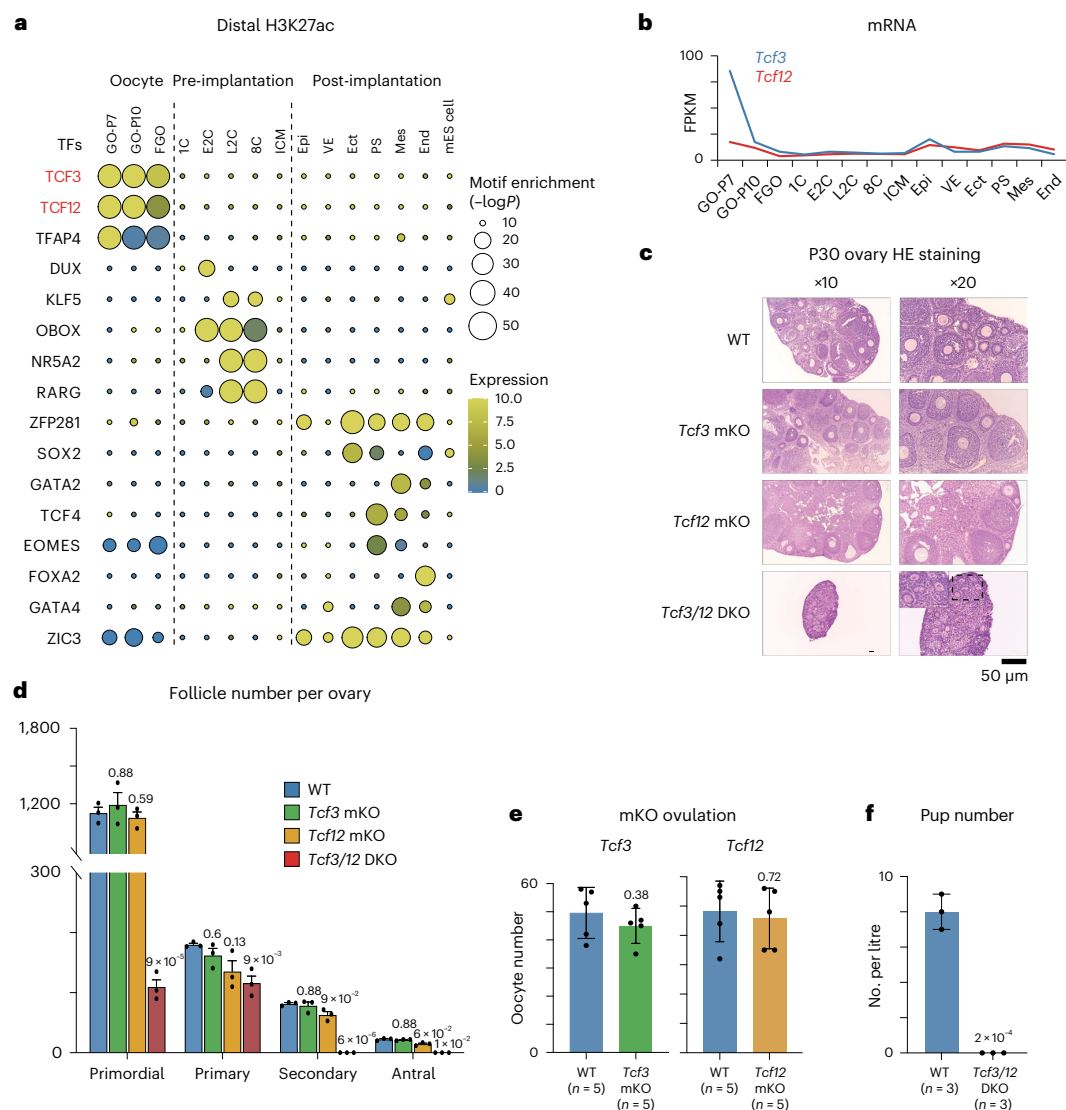 a
Distal H3K27ac
Oocyte Pre-implantation Post-implantation
TFs GO-P7 GO-P10 FGO 1C E2C L2C 8C ICM Epi VE Ect PS Mes End mES cell
TCF3
TCF12
TFAP4
DUX
KLF5
OBOX
NR5A2
RARG
ZFP281
SOX2
GATA2
TCF4
EOMES
FOXA2
GATA4
ZIC3
Motif enrichment
(–logP)
10
20
30
40
50
Expression
10.0
7.5
5.0
2.5
0
b
mRNA
100
0
FPKM
Tcf3
Tcf12
GO-P7 GO-P10 FGO 1C E2C L2C 8C ICM Epi VE Ect PS Mes End
c
P30 ovary HE staining
×10 ×20
WT
Tcf3 mKO
Tcf12 mKO
Tcf3/12 DKO
50 µm
d
Follicle number per ovary
1,800
1,200
300
0
0.88
0.59
9 × 10⁻⁵
0.6
0.13
9 × 10⁻³
0.88
9 × 10⁻²
6 × 10⁻⁶
0.88
6 × 10⁻²
1 × 10⁻²
WT
Tcf3 mKO
Tcf12 mKO
Tcf3/12 DKO
Primordial Primary Secondary Antral
e
mKO ovulation
Tcf3 Tcf12
60
0
Oocyte number
0.38
0.72
WT
(n = 5)
Tcf3
mKO
(n = 5)
WT
(n = 5)
Tcf12
mKO
(n = 5)
f
Pup number
10
0
No. per litre
2 × 10⁻⁴
WT
(n = 3)
Tcf3/12
DKO
(n = 3)